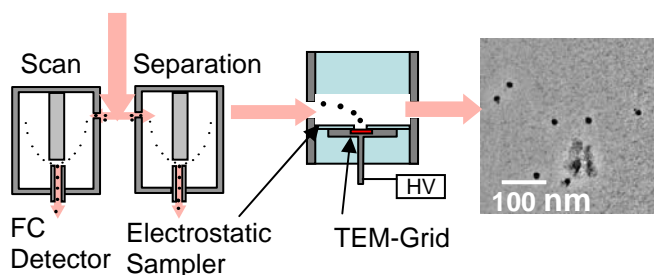 Scan
Separation
FC
Detector
Electrostatic
Sampler
TEM-Grid
HV
100 nm